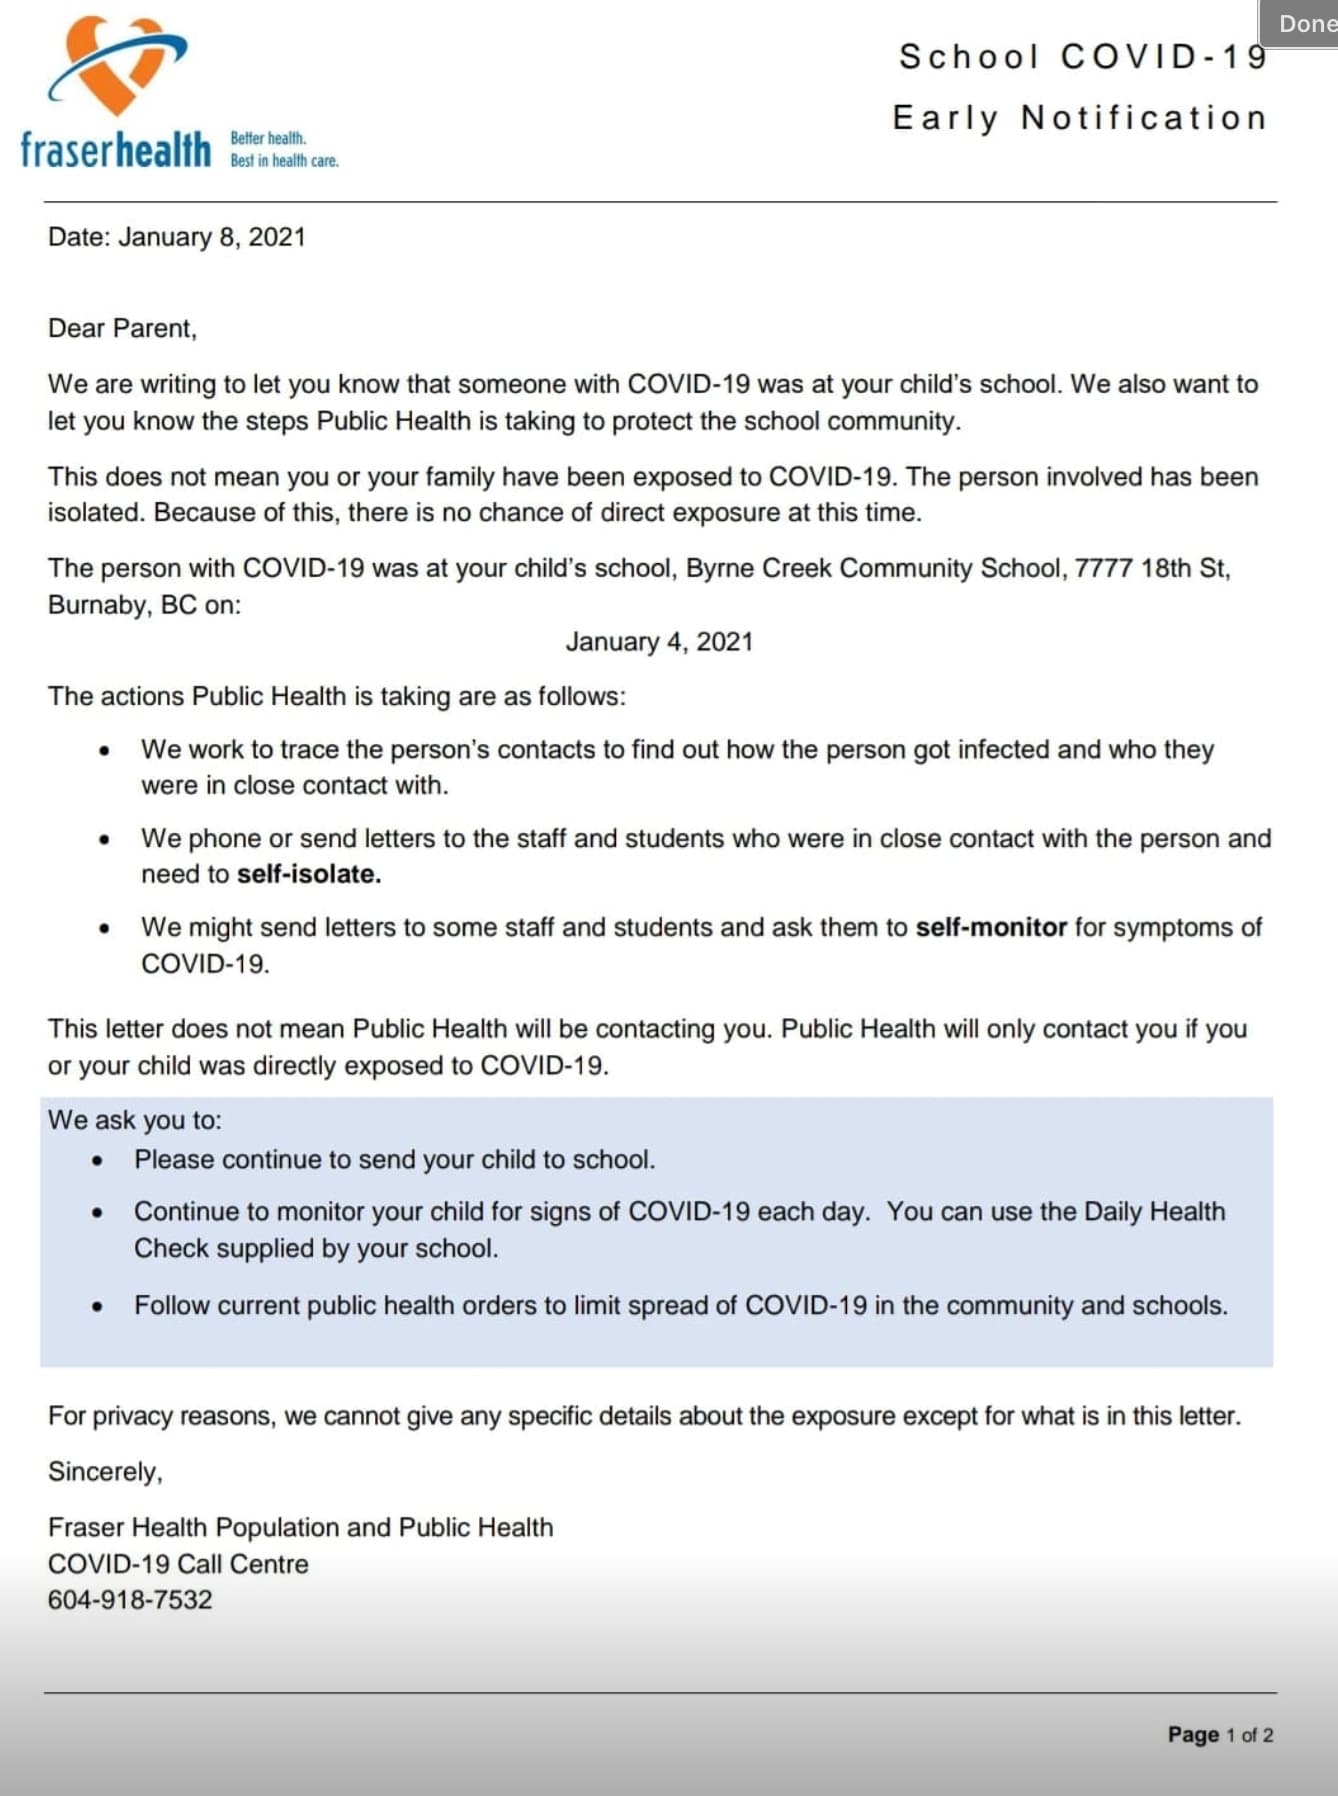 Done
School COVID-19
Early Notification
fraserhealth
Better health.
Best in health care.
Date: January 8, 2021
Dear Parent,
We are writing to let you know that someone with COVID-19 was at your child's school. We also want to
let you know the steps Public Health is taking to protect the school community.
This does not mean you or your family have been exposed to COVID-19. The person involved has been
isolated. Because of this, there is no chance of direct exposure at this time.
The person with COVID-19 was at your child's school, Byrne Creek Community School, 7777 18th St,
Burnaby, BC on:
January 4, 2021
The actions Public Health is taking are as follows:
• We work to trace the person's contacts to find out how the person got infected and who they
were in close contact with.
• We phone or send letters to the staff and students who were in close contact with the person and
need to self-isolate.
• We might send letters to some staff and students and ask them to self-monitor for symptoms of
COVID-19.
This letter does not mean Public Health will be contacting you. Public Health will only contact you if you
or your child was directly exposed to COVID-19.
We ask you to:
• Please continue to send your child to school.
• Continue to monitor your child for signs of COVID-19 each day. You can use the Daily Health
Check supplied by your school.
• Follow current public health orders to limit spread of COVID-19 in the community and schools.
For privacy reasons, we cannot give any specific details about the exposure except for what is in this letter.
Sincerely,
Fraser Health Population and Public Health
COVID-19 Call Centre
604-918-7532
Page 1 of 2